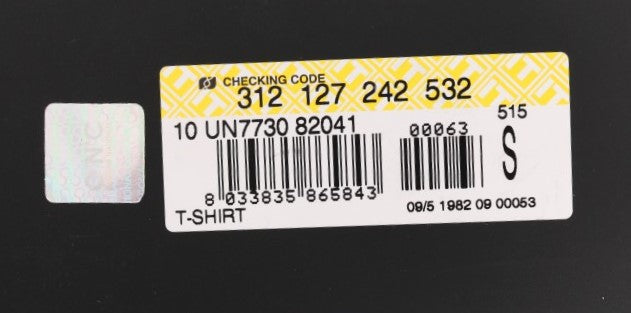 CHECKING CODE
312 127 242 532
515
10 UN7730 82041
00063
S
8 033835 865843
T-SHIRT
09/5 1982 09 00053